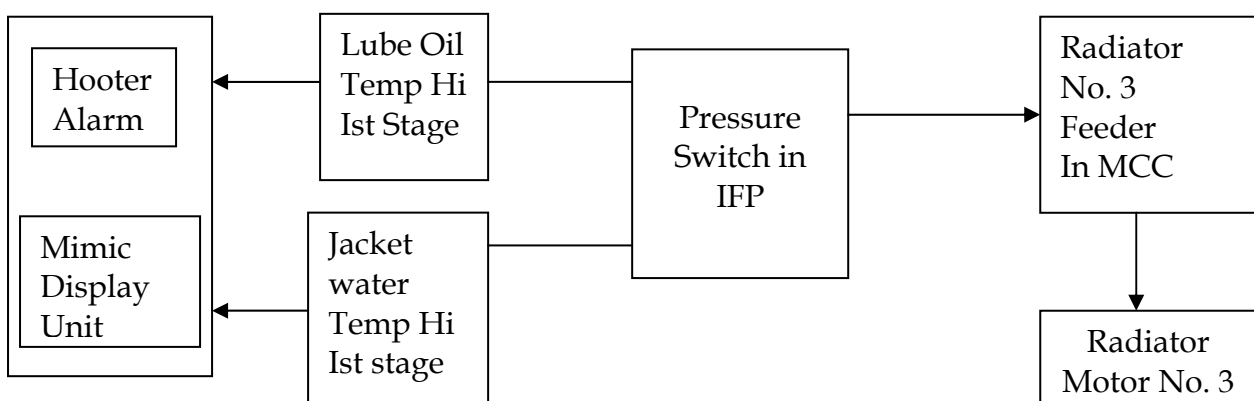 Hooter
Alarm
Mimic
Display
Unit
Lube Oil
Temp Hi
Ist Stage
Jacket
water
Temp Hi
Ist stage
Pressure
Switch in
IFP
Radiator
No. 3
Feeder
In MCC
Radiator
Motor No. 3